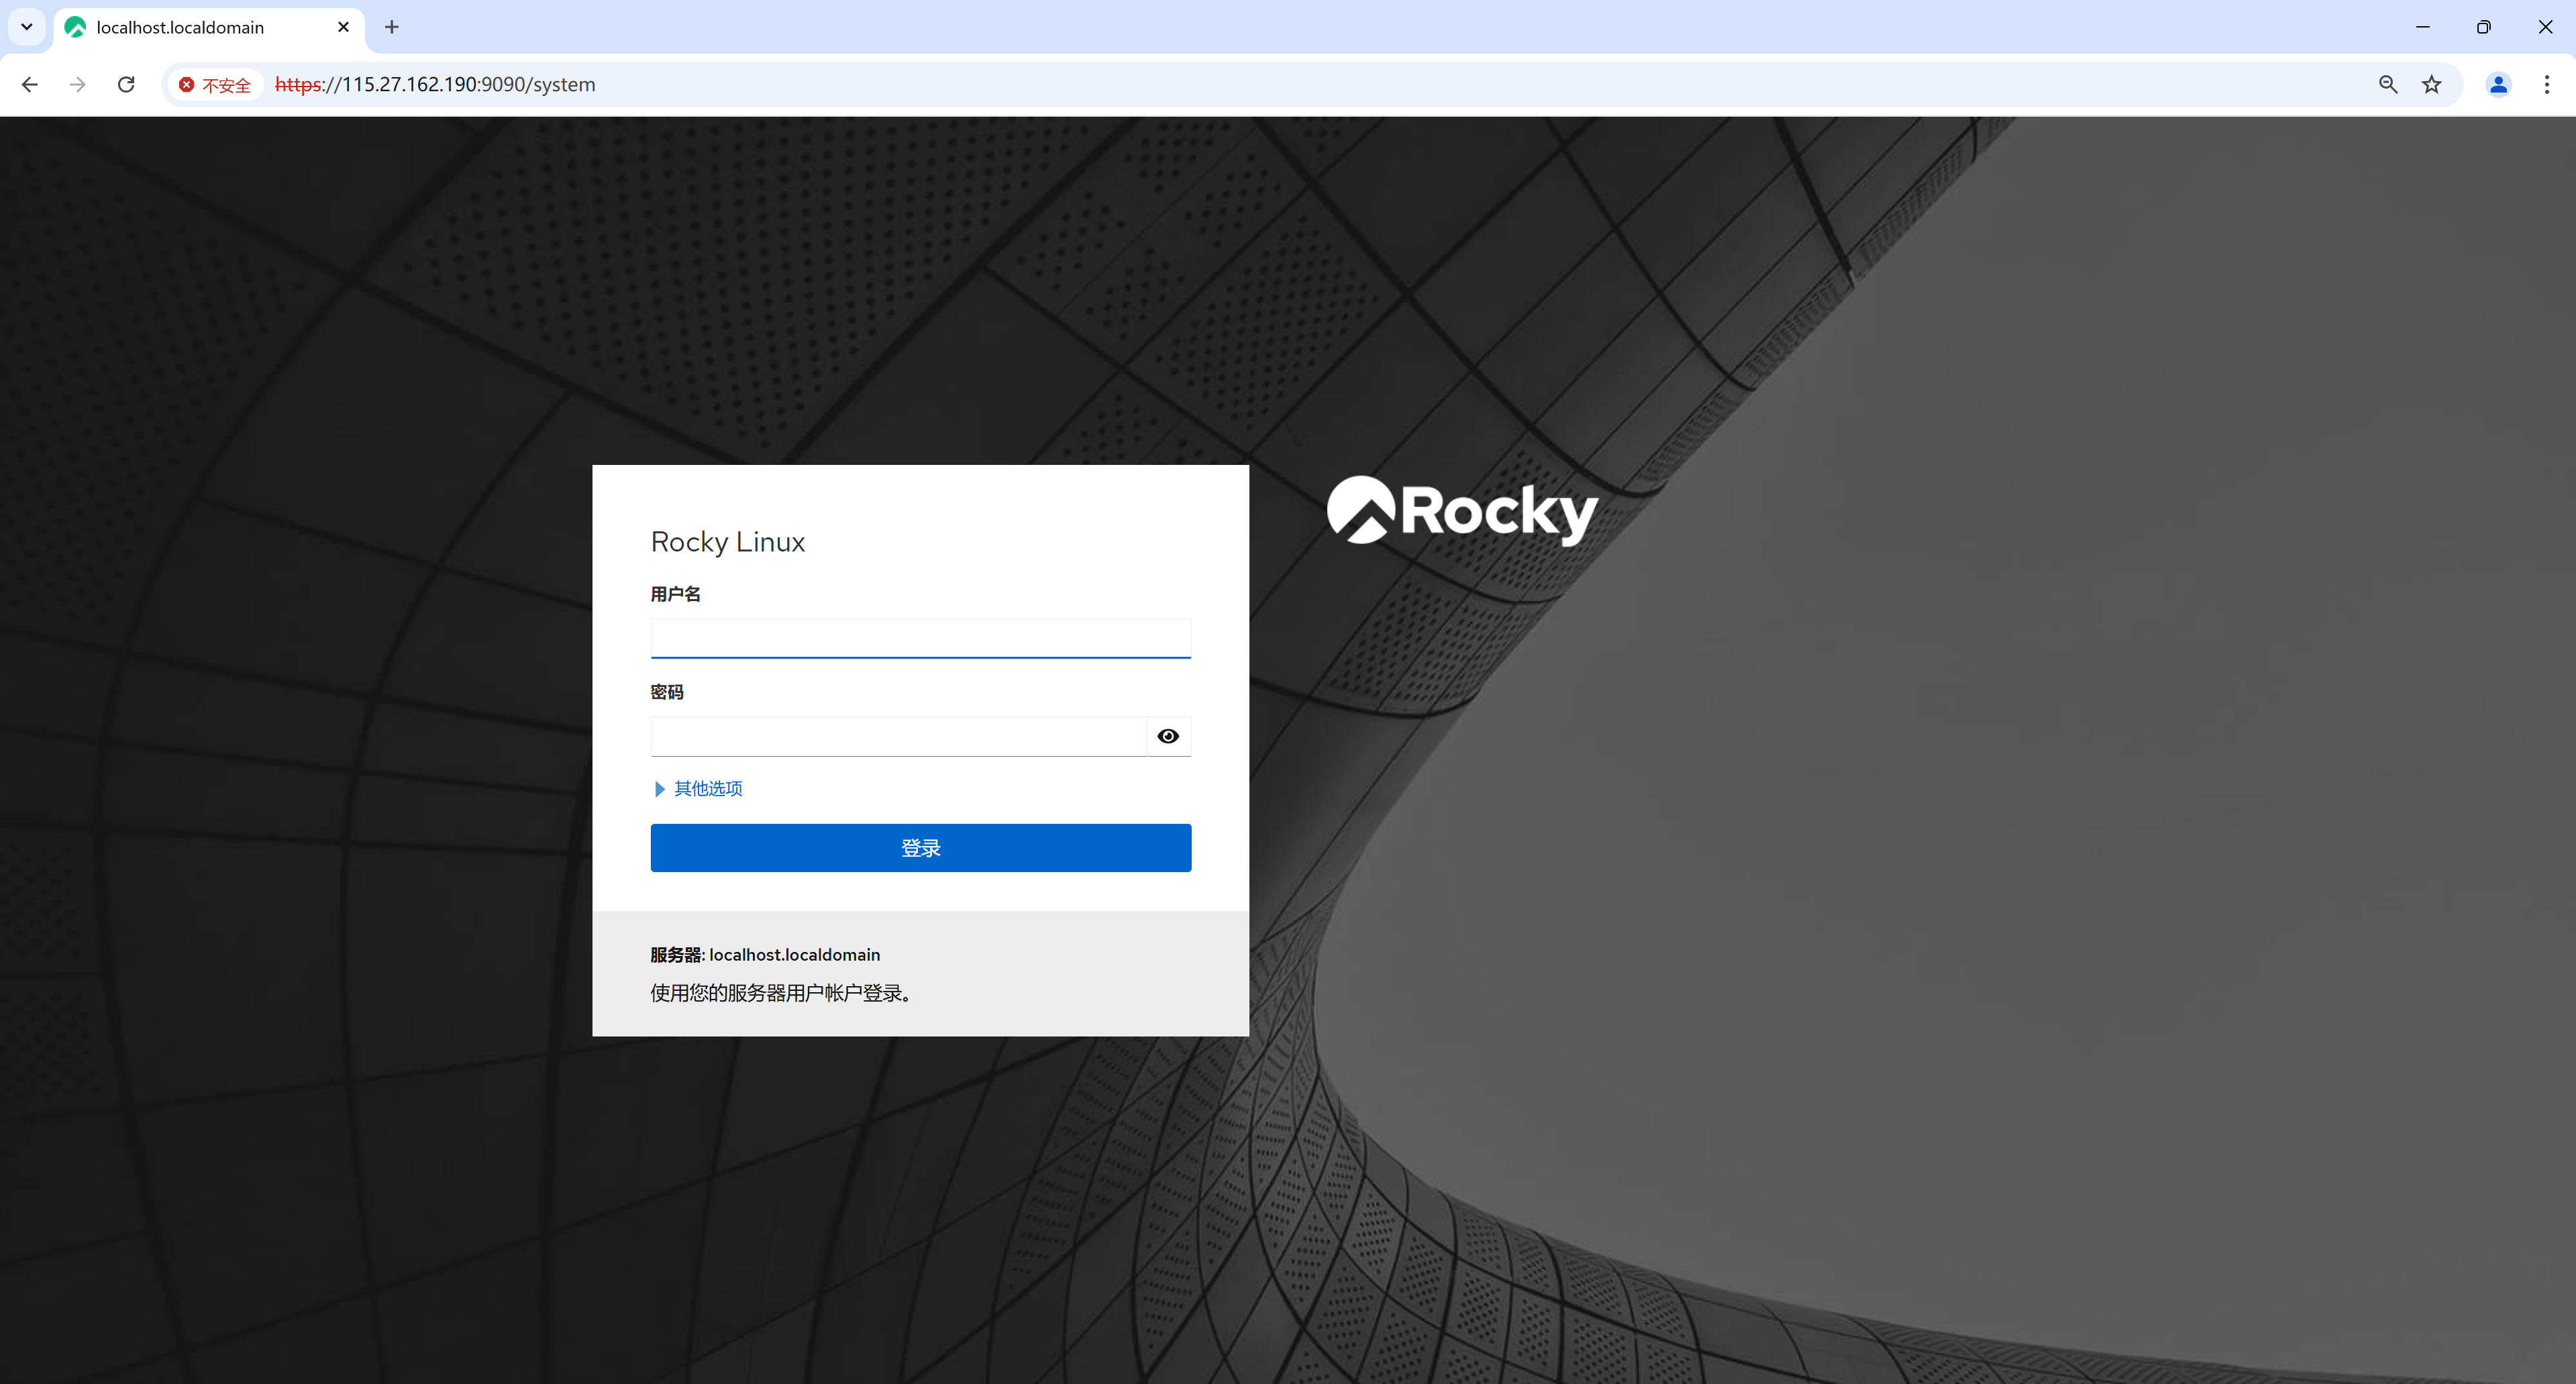 localhost.localdomain
不安全 https://115.27.162.190:9090/system
Rocky
Rocky Linux
用户名
密码
其他选项
登录
服务器: localhost.localdomain
使用您的服务器用户帐户登录。